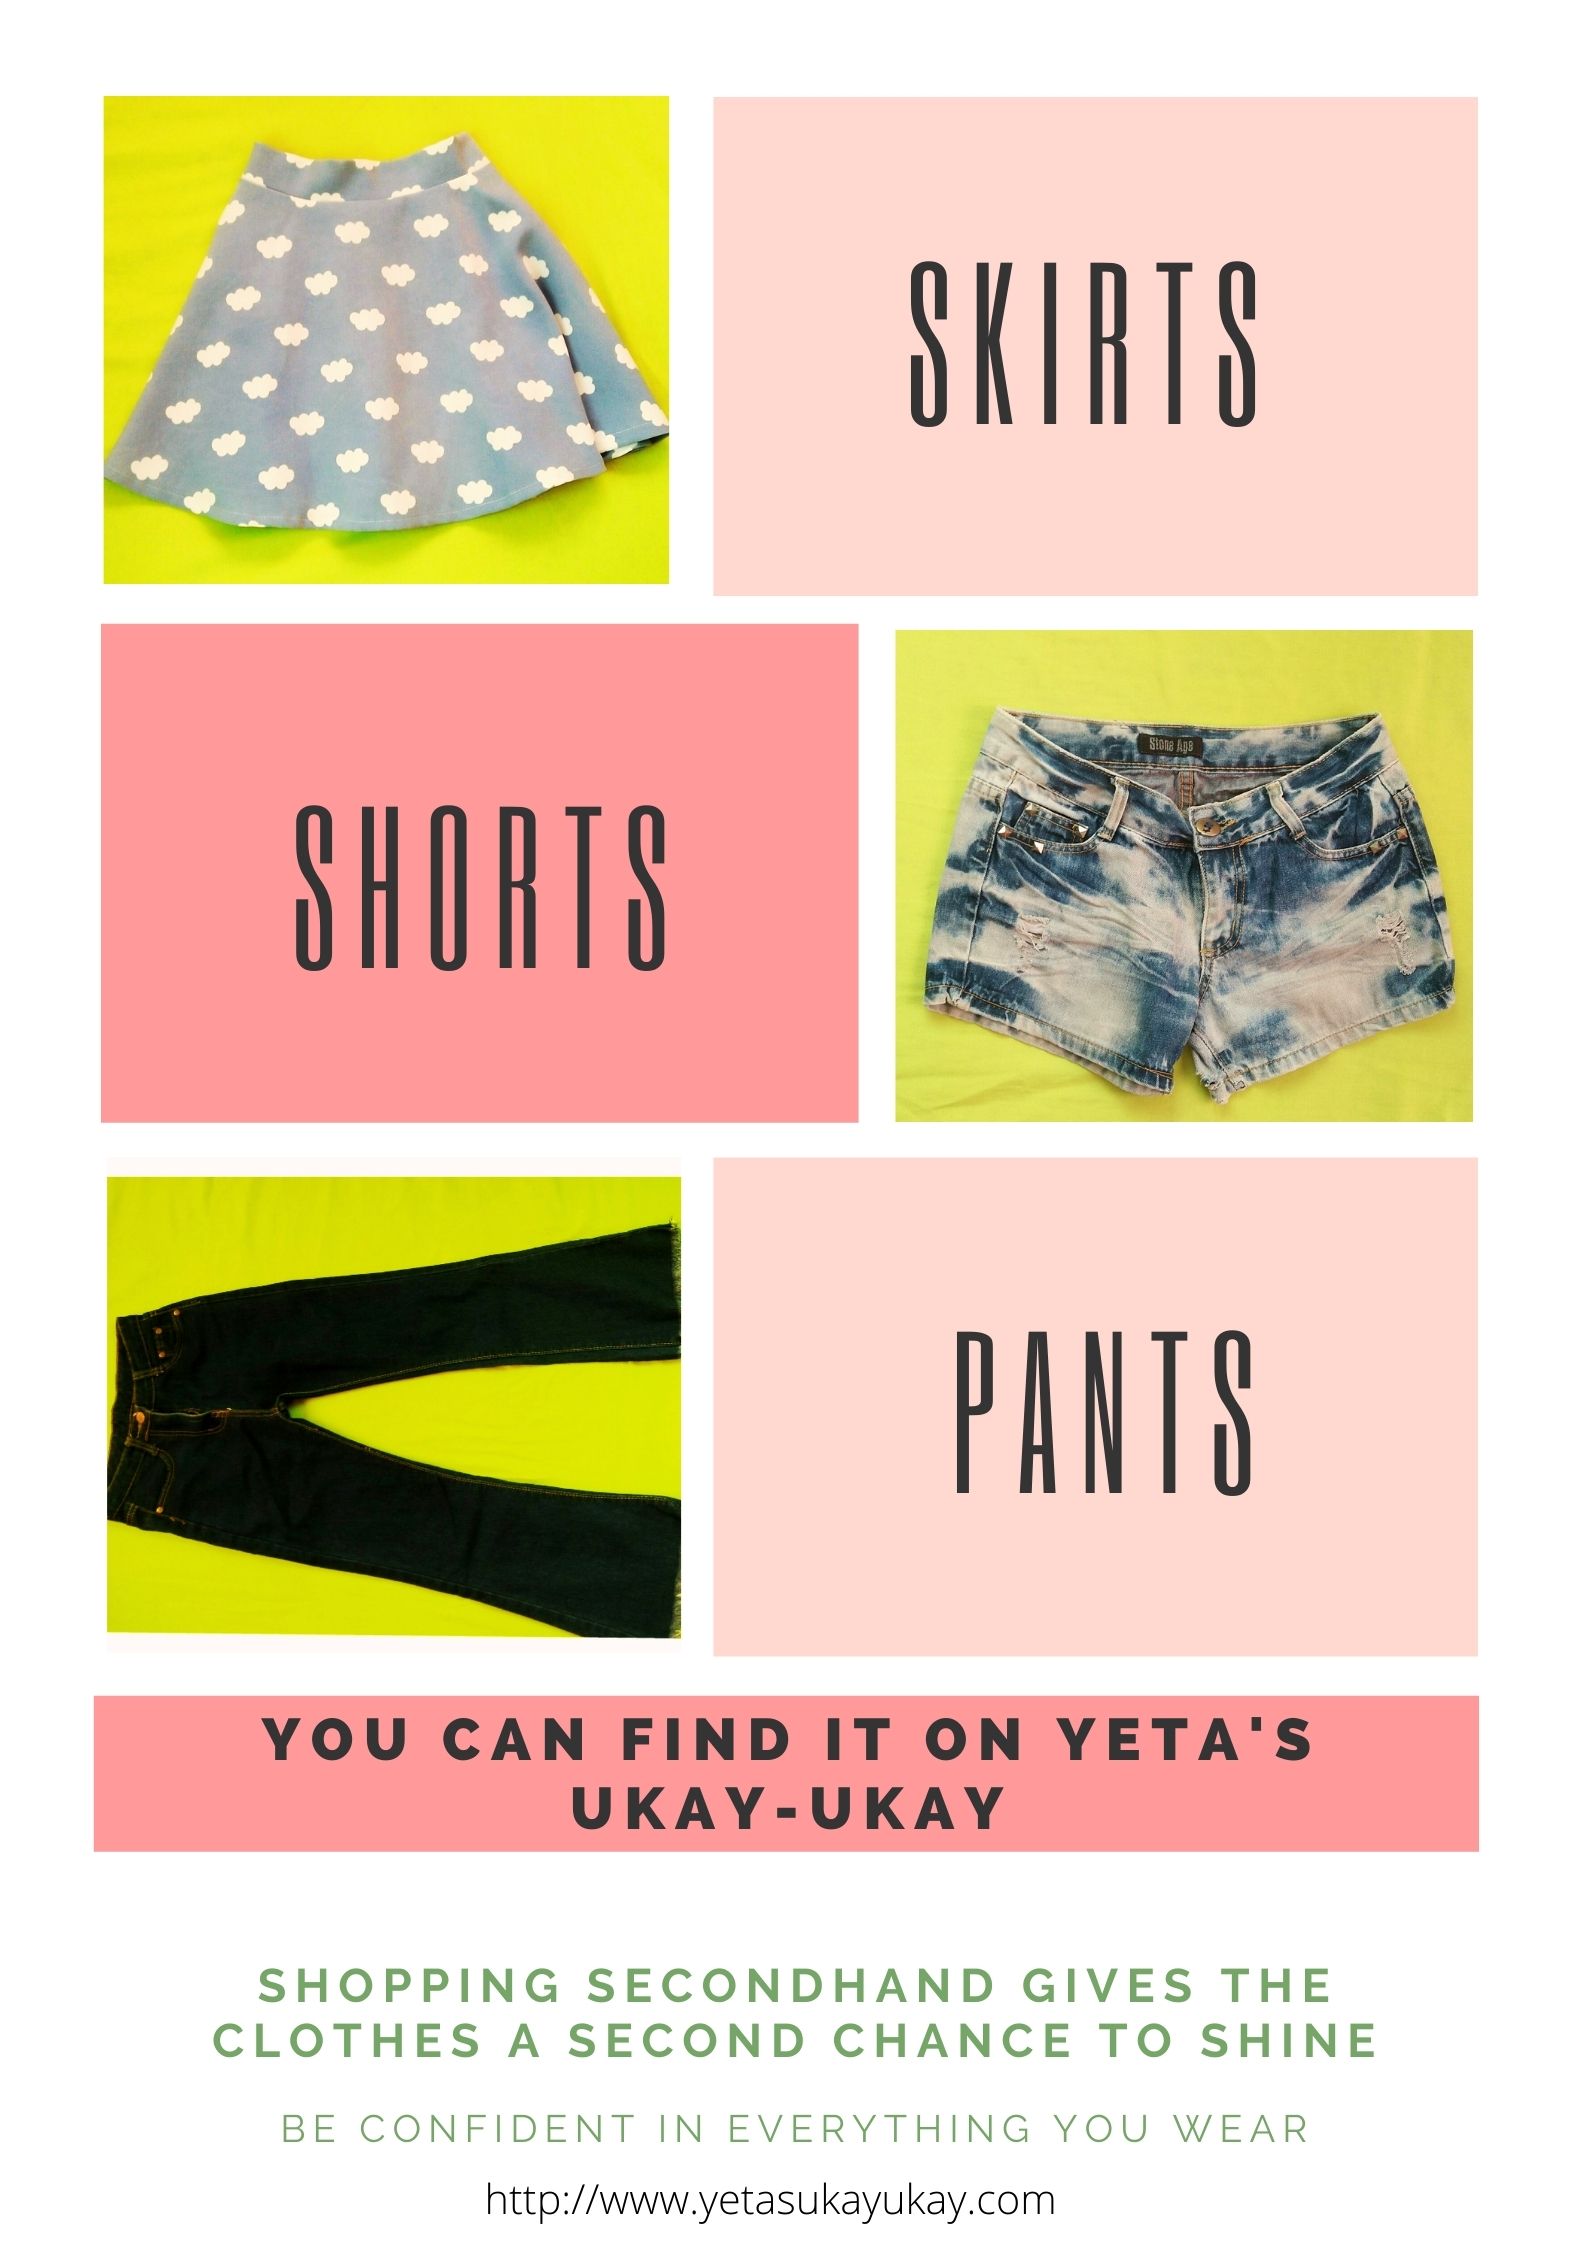 SKIRTS
SHORTS
Stone Age
PANTS
YOU CAN FIND IT ON YETA'S
UKAY-UKAY
SHOPPING SECONDHAND GIVES THE
CLOTHES A SECOND CHANCE TO SHINE
BE CONFIDENT IN EVERYTHING YOU WEAR
http://www.yetasukayukay.com